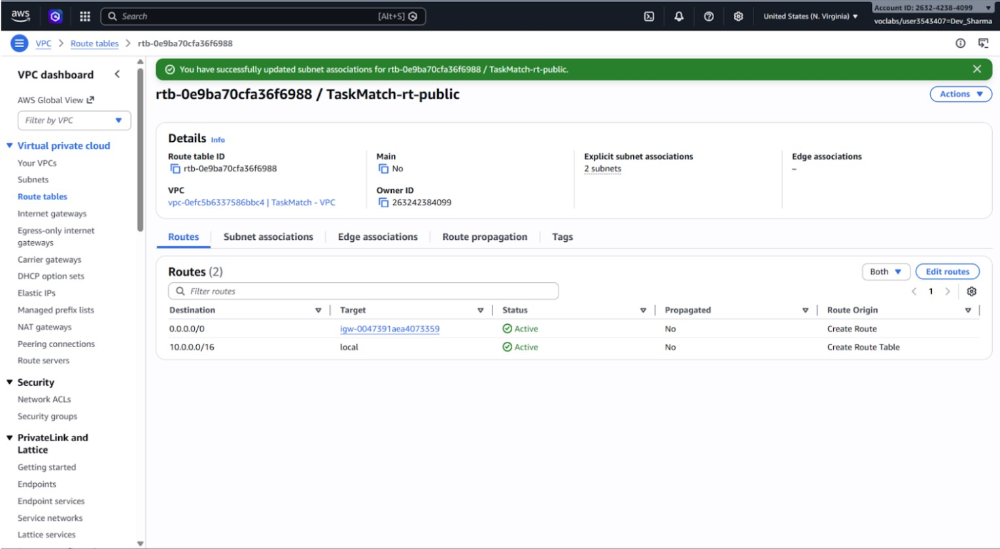 aws
Search
[Alt+S]
United States (N. Virginia)
Account ID: 2632-4238-4099
voclabs/user3543407=Dev_Sharma
VPC
Route tables
rtb-0e9ba70cfa36f6988
VPC dashboard
AWS Global View
Filter by VPC
Virtual private cloud
Your VPCs
Subnets
Route tables
Internet gateways
Egress-only internet
gateways
Carrier gateways
DHCP option sets
Elastic IPs
Managed prefix lists
NAT gateways
Peering connections
Route servers
Security
Network ACLs
Security groups
PrivateLink and
Lattice
Getting started
Endpoints
Endpoint services
Service networks
Lattice services
You have successfully updated subnet associations for rtb-0e9ba70cfa36f6988 / TaskMatch-rt-public.
rtb-0e9ba70cfa36f6988 / TaskMatch-rt-public
Actions
Details Info
Route table ID
rtb-0e9ba70cfa36f6988
Main
No
Explicit subnet associations
2 subnets
Edge associations
–
VPC
vpc-0efc5b6337586bbc4 | TaskMatch - VPC
Owner ID
263242384099
Routes
Subnet associations
Edge associations
Route propagation
Tags
Routes (2)
Both
Edit routes
Filter routes
1
Destination Target Status Propagated Route Origin
0.0.0.0/0 igw-0047391aea4073359 Active No Create Route
10.0.0.0/16 local Active No Create Route Table